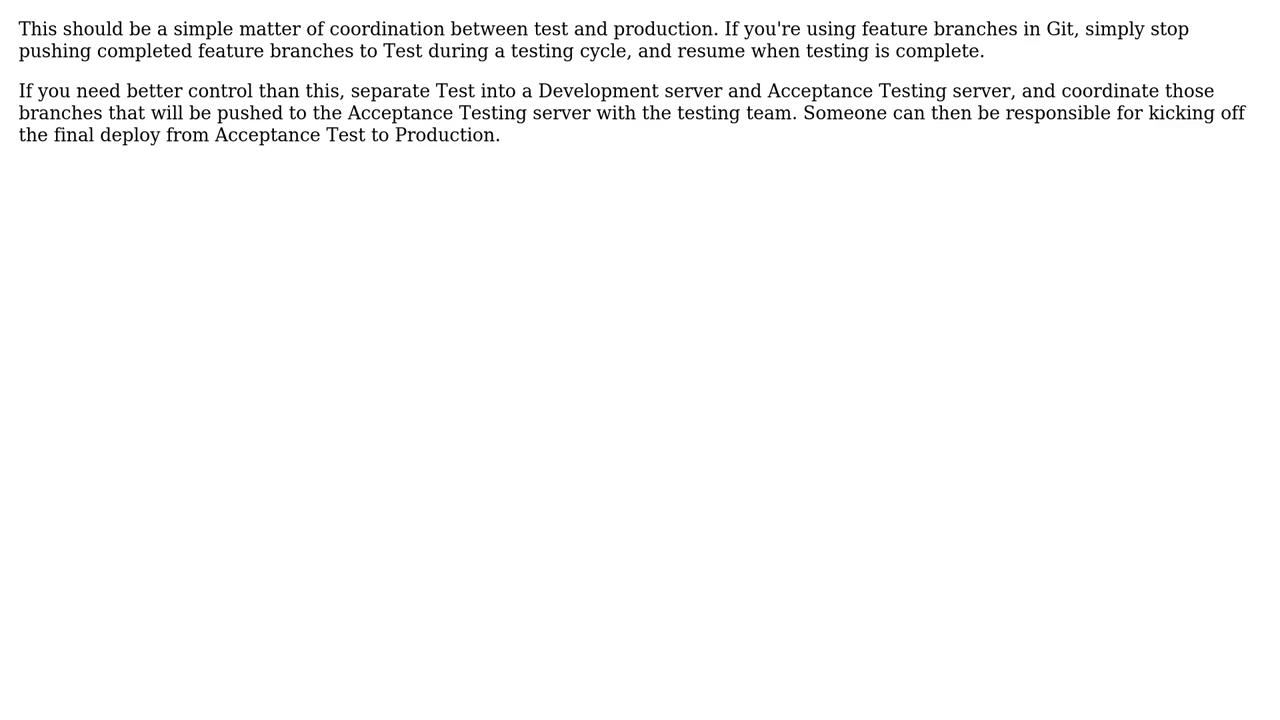 This should be a simple matter of coordination between test and production. If you're using feature branches in Git, simply stop
pushing completed feature branches to Test during a testing cycle, and resume when testing is complete.
If you need better control than this, separate Test into a Development server and Acceptance Testing server, and coordinate those
branches that will be pushed to the Acceptance Testing server with the testing team. Someone can then be responsible for kicking off
the final deploy from Acceptance Test to Production.